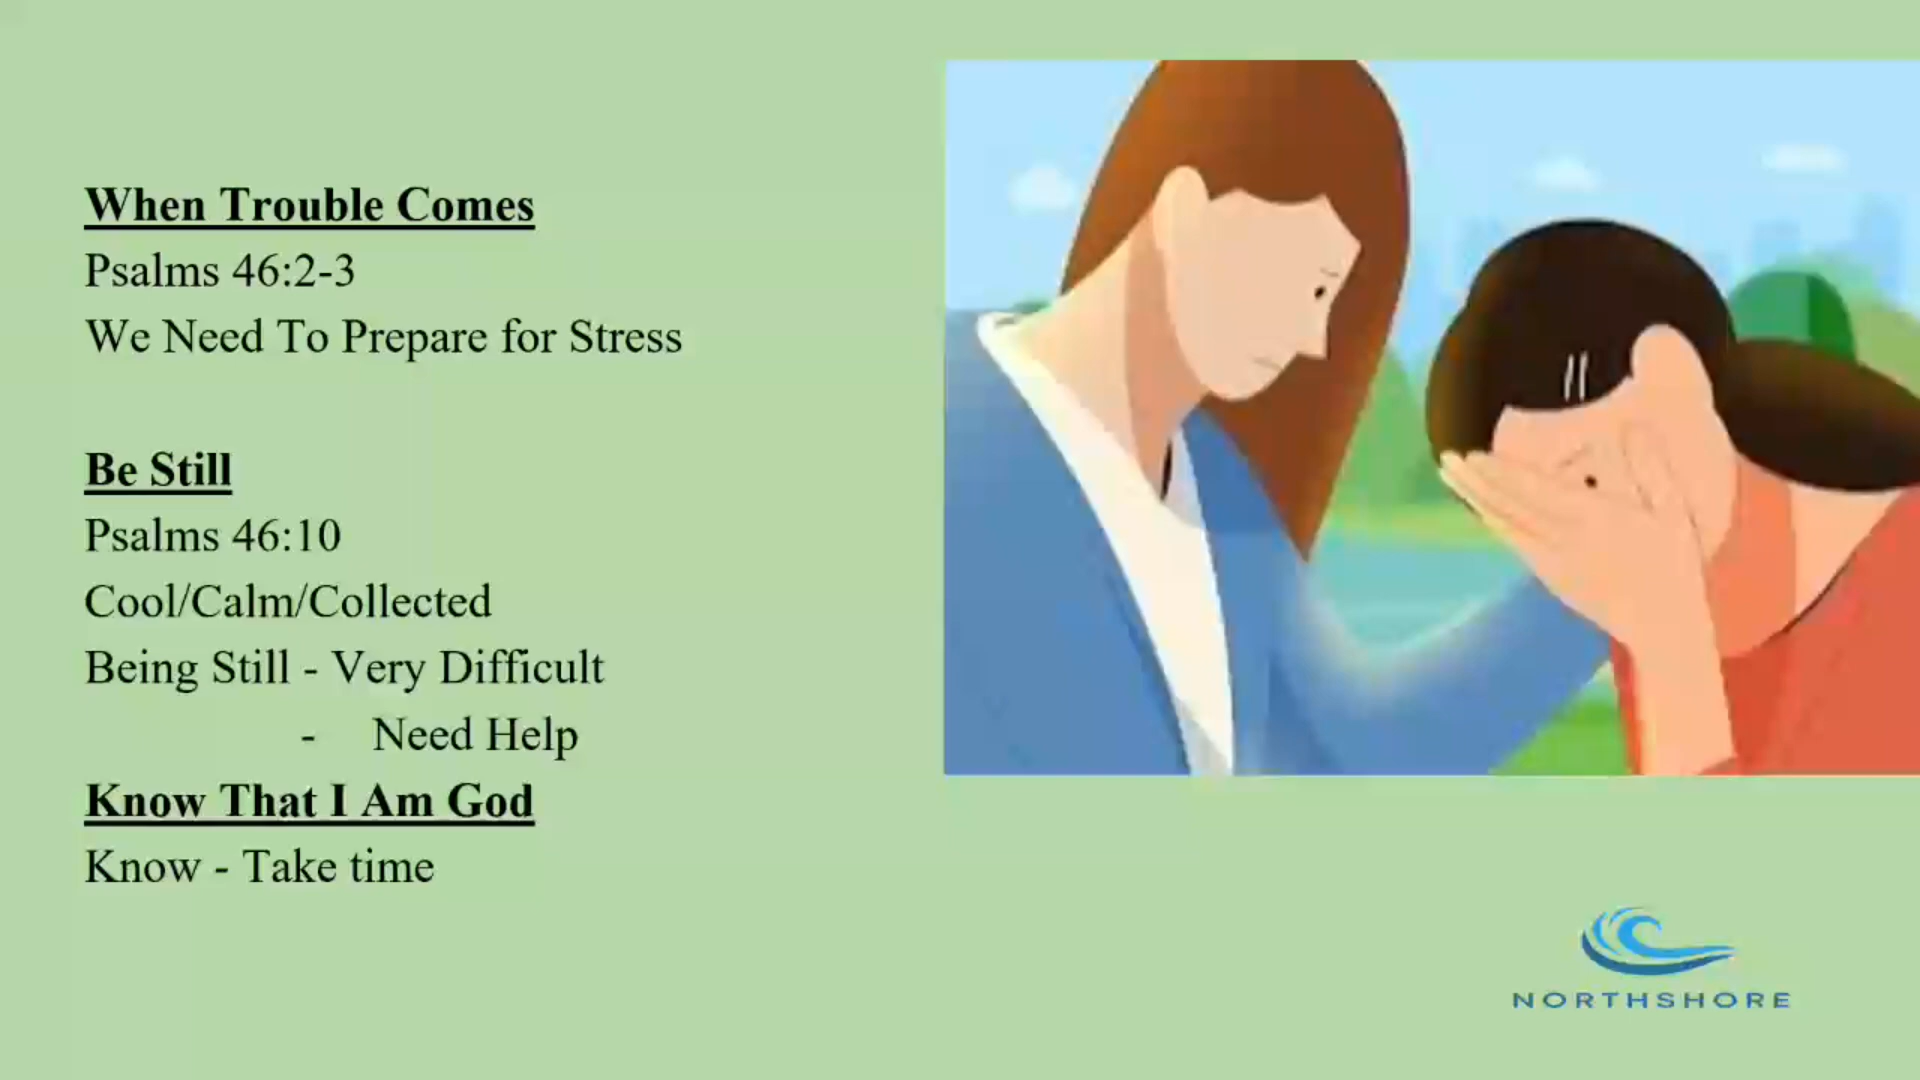 When Trouble Comes
Psalms 46:2-3
We Need To Prepare for Stress
Be Still
Psalms 46:10
Cool/Calm/Collected
Being Still - Very Difficult
- Need Help
Know That I Am God
Know - Take time
NORTHSHORE